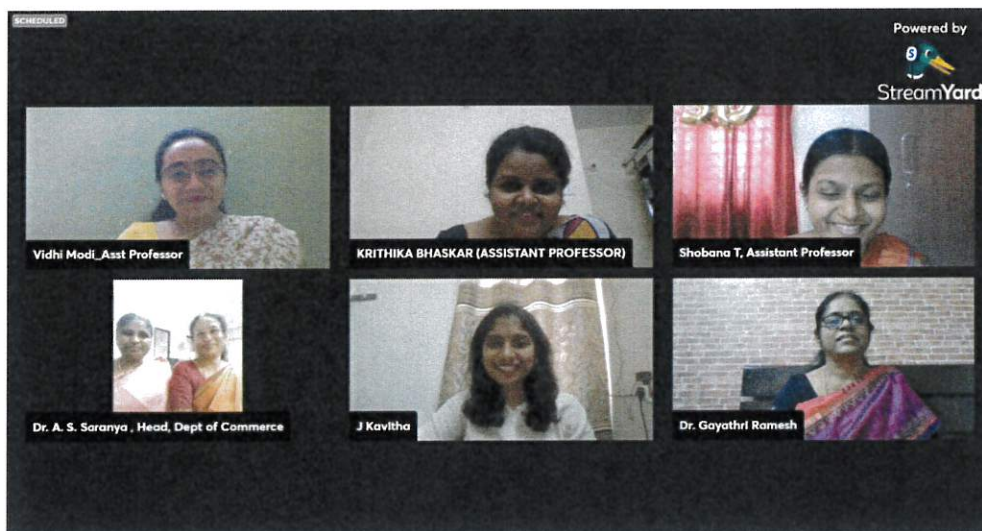 SCHEDULED
Powered by
S
StreamYard
Vidhi Modi_Asst Professor
KRITHIKA BHASKAR (ASSISTANT PROFESSOR)
Shobana T, Assistant Professor
Dr. A. S. Saranya , Head, Dept of Commerce
J Kavitha
Dr. Gayathri Ramesh